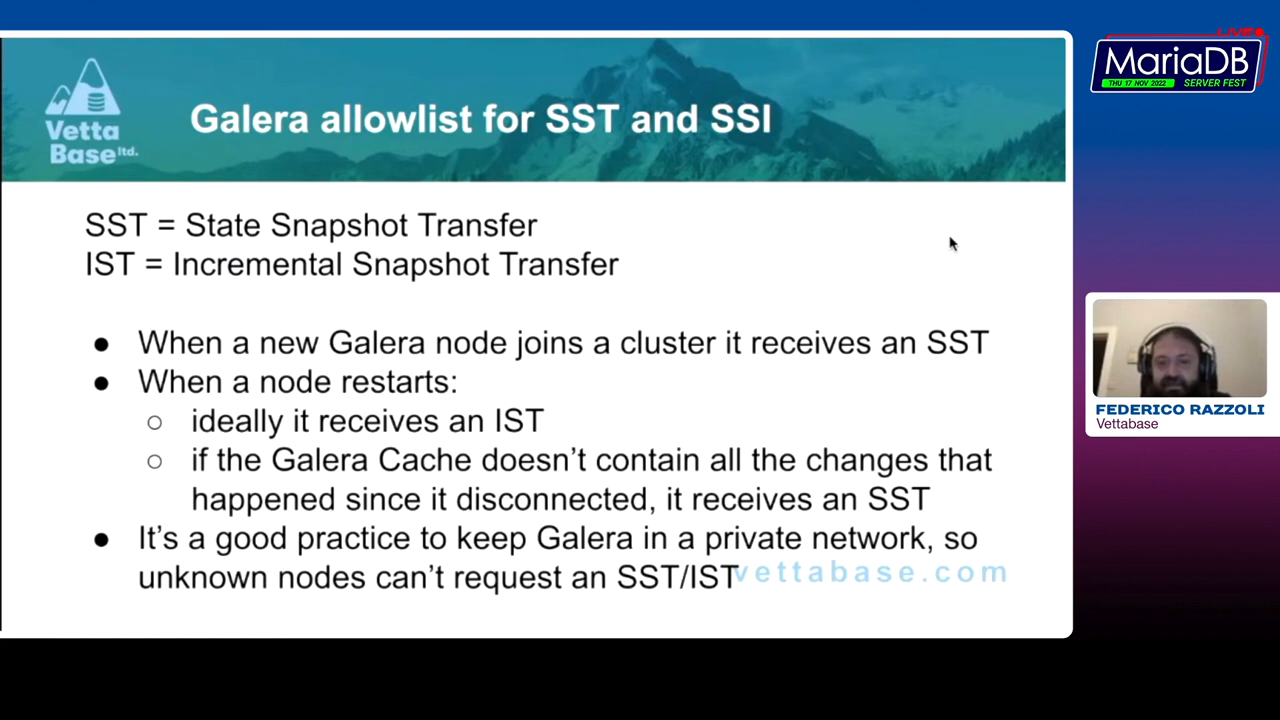 LIVE
MariaDB
THU 17 NOV 2022
SERVER FEST
Vetta
Base ltd.
Galera allowlist for SST and SSI
SST = State Snapshot Transfer
IST = Incremental Snapshot Transfer
● When a new Galera node joins a cluster it receives an SST
● When a node restarts:
○ ideally it receives an IST
○ if the Galera Cache doesn’t contain all the changes that
happened since it disconnected, it receives an SST
● It’s a good practice to keep Galera in a private network, so
unknown nodes can’t request an SST/IST
vettabase.com
FEDERICO RAZZOLI
Vettabase